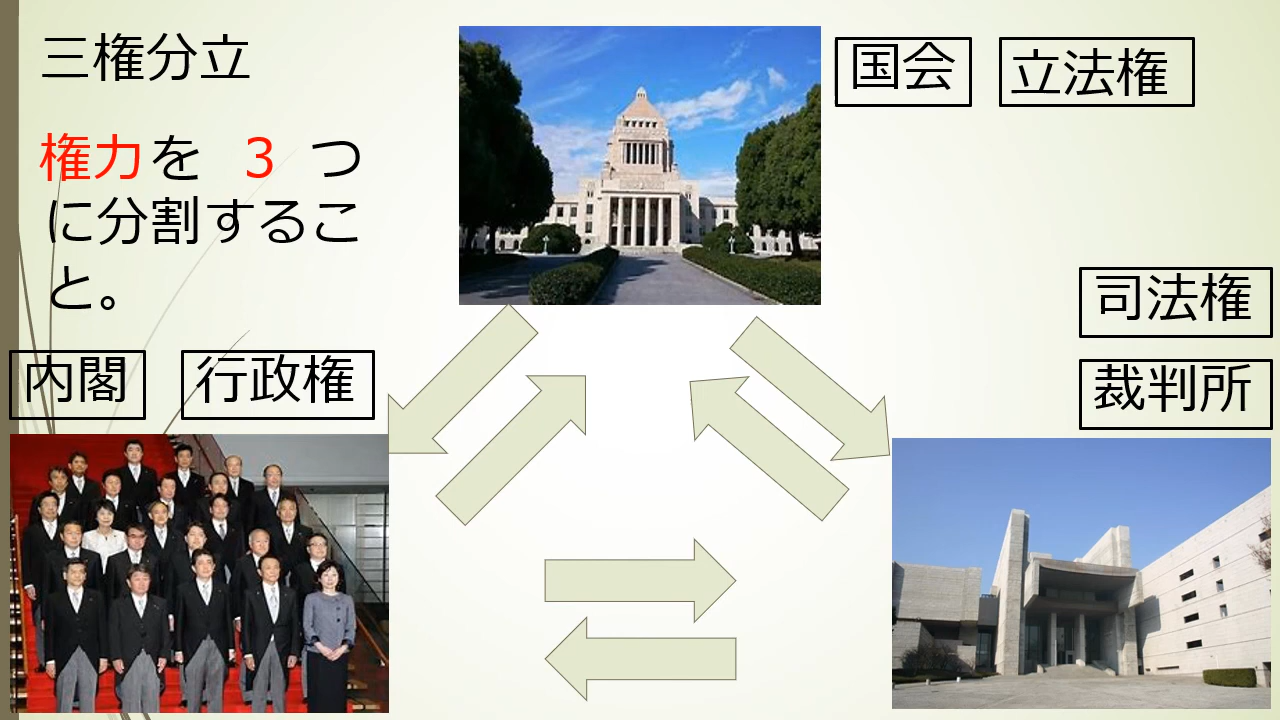 三権分立
権力を 3 つ
に分割するこ
と。
国会
立法権
司法権
裁判所
内閣
行政権